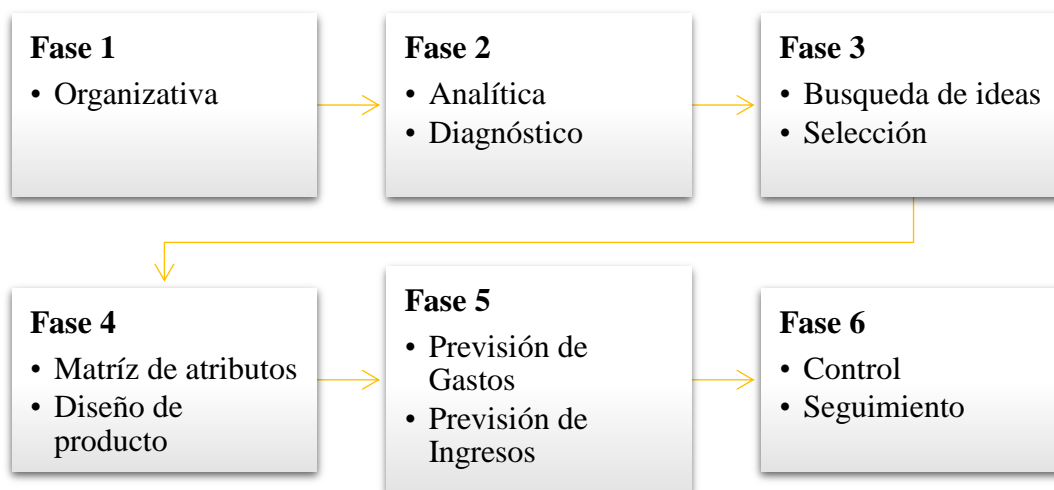 Fase 1
• Organizativa
Fase 2
• Analítica
• Diagnóstico
Fase 3
• Busqueda de ideas
• Selección
Fase 4
• Matríz de atributos
• Diseño de
producto
Fase 5
• Previsión de
Gastos
• Previsión de
Ingresos
Fase 6
• Control
• Seguimiento